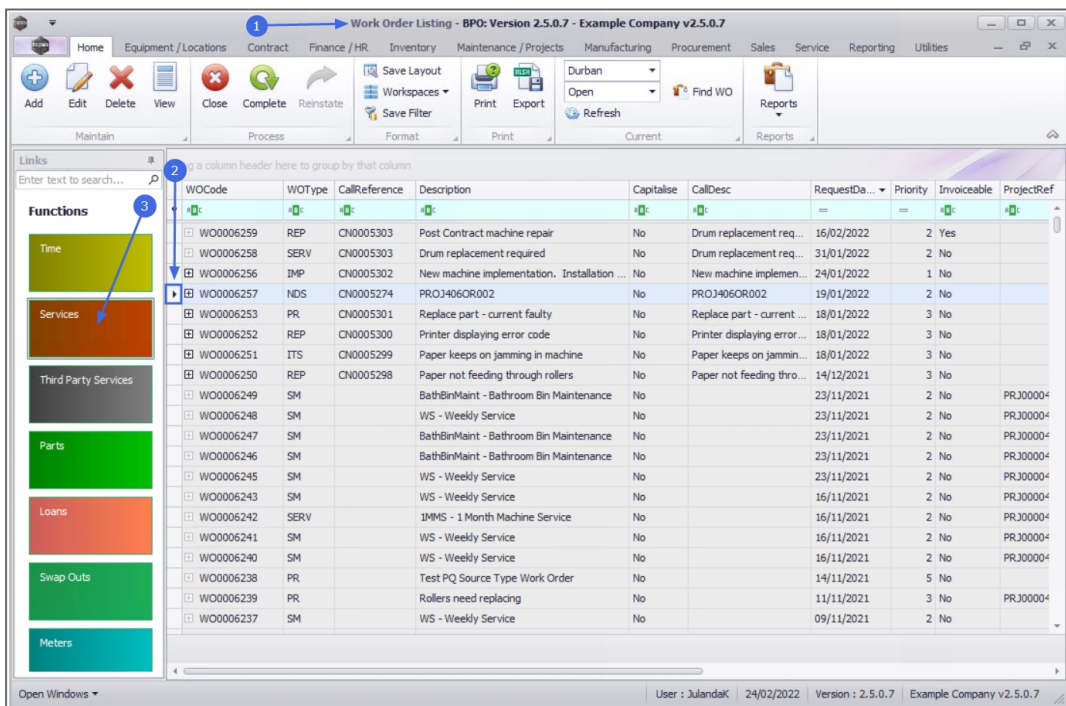 Work Order Listing - BPO: Version 2.5.0.7 - Example Company v2.5.0.7
1
Home Equipment / Locations Contract Finance / HR Inventory Maintenance / Projects Manufacturing Procurement Sales Service Reporting Utilities
Add Edit Delete View Close Complete Reinstate Save Layout Workspaces Save Filter Print Export Durban Open Refresh Find WO Reports
Maintain Process Format Print Current Reports
Links
Enter text to search...
2
a column header here to group by that column
WOCode WOType CallReference Description Capitalise CallDesc RequestDa... Priority Invoiceable ProjectRef
Functions
3
WO0006259 REP CN0005303 Post Contract machine repair No Drum replacement req... 16/02/2022 2 Yes
WO0006258 SERV CN0005303 Drum replacement required No Drum replacement req... 31/01/2022 2 No
WO0006256 IMP CN0005302 New machine implementation. Installation ... No New machine implemen... 24/01/2022 1 No
WO0006257 NDS CN0005274 PROJ406OR002 No PROJ406OR002 19/01/2022 2 No
WO0006253 PR CN0005301 Replace part - current faulty No Replace part - current ... 18/01/2022 3 No
WO0006252 REP CN0005300 Printer displaying error code No Printer displaying error... 18/01/2022 3 No
WO0006251 ITS CN0005299 Paper keeps on jamming in machine No Paper keeps on jammin... 18/01/2022 3 No
WO0006250 REP CN0005298 Paper not feeding through rollers No Paper not feeding thro... 14/12/2021 3 No
WO0006249 SM BathBinMaint - Bathroom Bin Maintenance No 23/11/2021 2 No PRJ00004
WO0006248 SM WS - Weekly Service No 23/11/2021 2 No PRJ00004
WO0006247 SM BathBinMaint - Bathroom Bin Maintenance No 23/11/2021 2 No PRJ00004
WO0006246 SM BathBinMaint - Bathroom Bin Maintenance No 23/11/2021 2 No PRJ00004
WO0006245 SM WS - Weekly Service No 23/11/2021 2 No PRJ00004
WO0006243 SM WS - Weekly Service No 16/11/2021 2 No PRJ00004
WO0006242 SERV 1MMS - 1 Month Machine Service No 16/11/2021 2 No PRJ00004
WO0006241 SM WS - Weekly Service No 16/11/2021 2 No PRJ00004
WO0006240 SM WS - Weekly Service No 16/11/2021 2 No PRJ00004
WO0006238 PR Test PQ Source Type Work Order No 14/11/2021 5 No
WO0006239 PR Rollers need replacing No 11/11/2021 3 No PRJ00004
WO0006237 SM WS - Weekly Service No 09/11/2021 2 No
Time
Services
Third Party Services
Parts
Loans
Swap Outs
Meters
Open Windows User : JulandaK 24/02/2022 Version : 2.5.0.7 Example Company v2.5.0.7